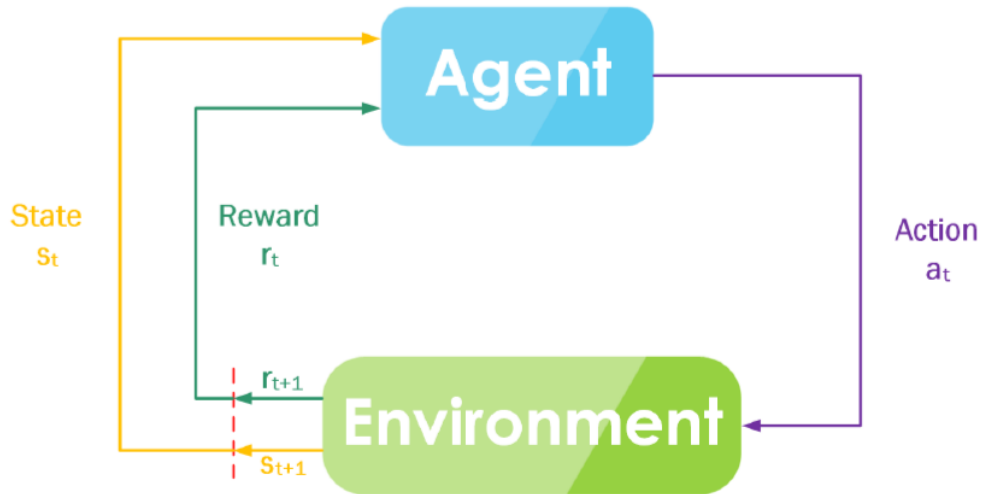 Agent
State
sₜ
Reward
rₜ
Action
aₜ
rₜ₊₁
Environment
sₜ₊₁